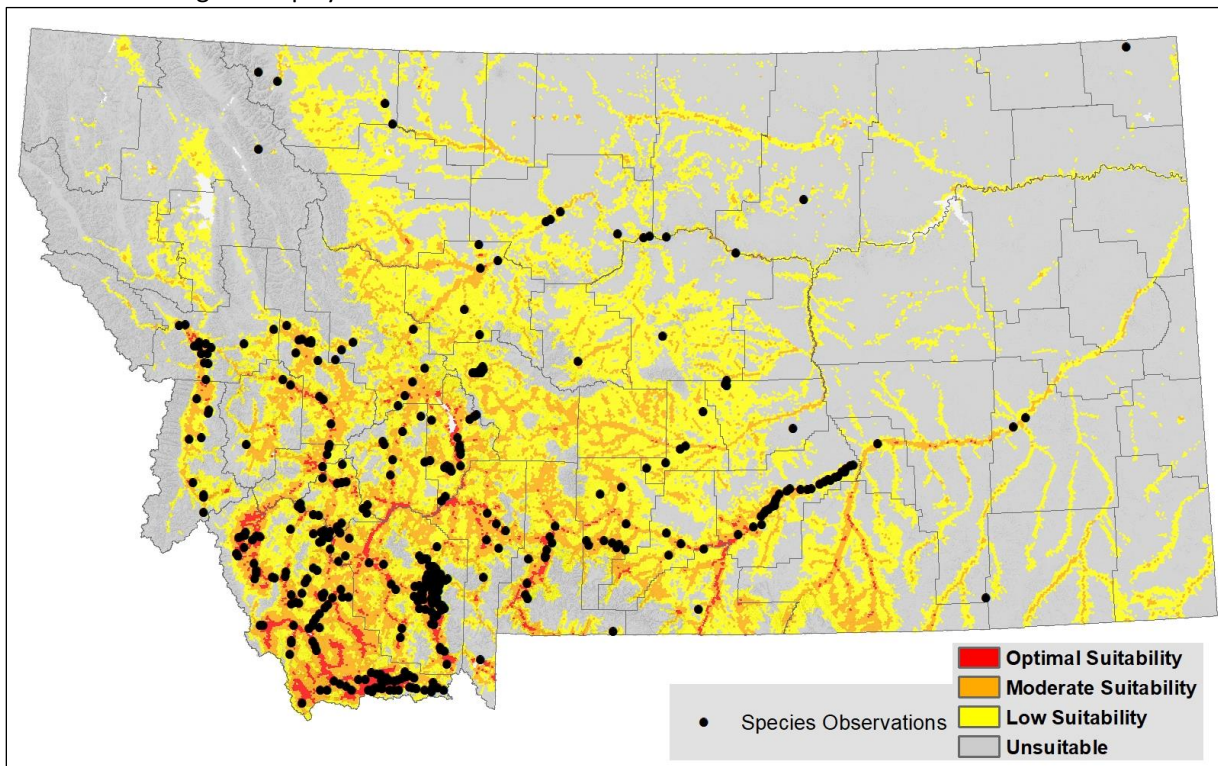 Species Observations
Optimal Suitability
Moderate Suitability
Low Suitability
Unsuitable